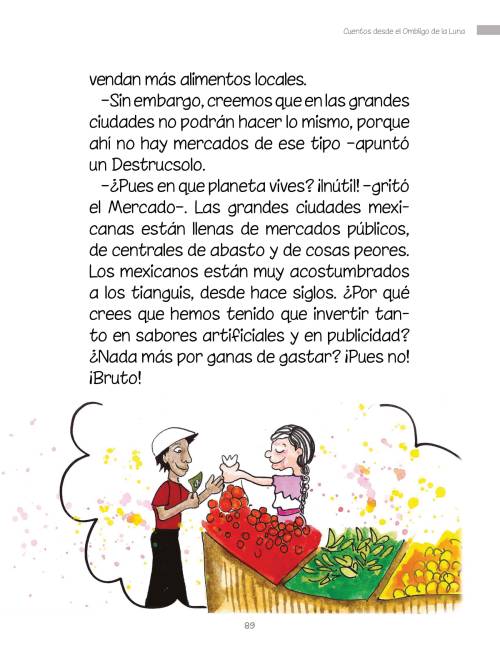 Cuentos desde el Ombligo de la Luna
vendan más alimentos locales.
–Sin embargo, creemos que en las grandes
ciudades no podrán hacer lo mismo, porque
ahí no hay mercados de ese tipo –apuntó
un Destrucsolo.
–¿Pues en que planeta vives? ¡Inútil! –gritó
el Mercado–. Las grandes ciudades mexi-
canas están llenas de mercados públicos,
de centrales de abasto y de cosas peores.
Los mexicanos están muy acostumbrados
a los tianguis, desde hace siglos. ¿Por qué
crees que hemos tenido que invertir tan-
to en sabores artificiales y en publicidad?
¿Nada más por ganas de gastar? ¡Pues no!
¡Bruto!
89